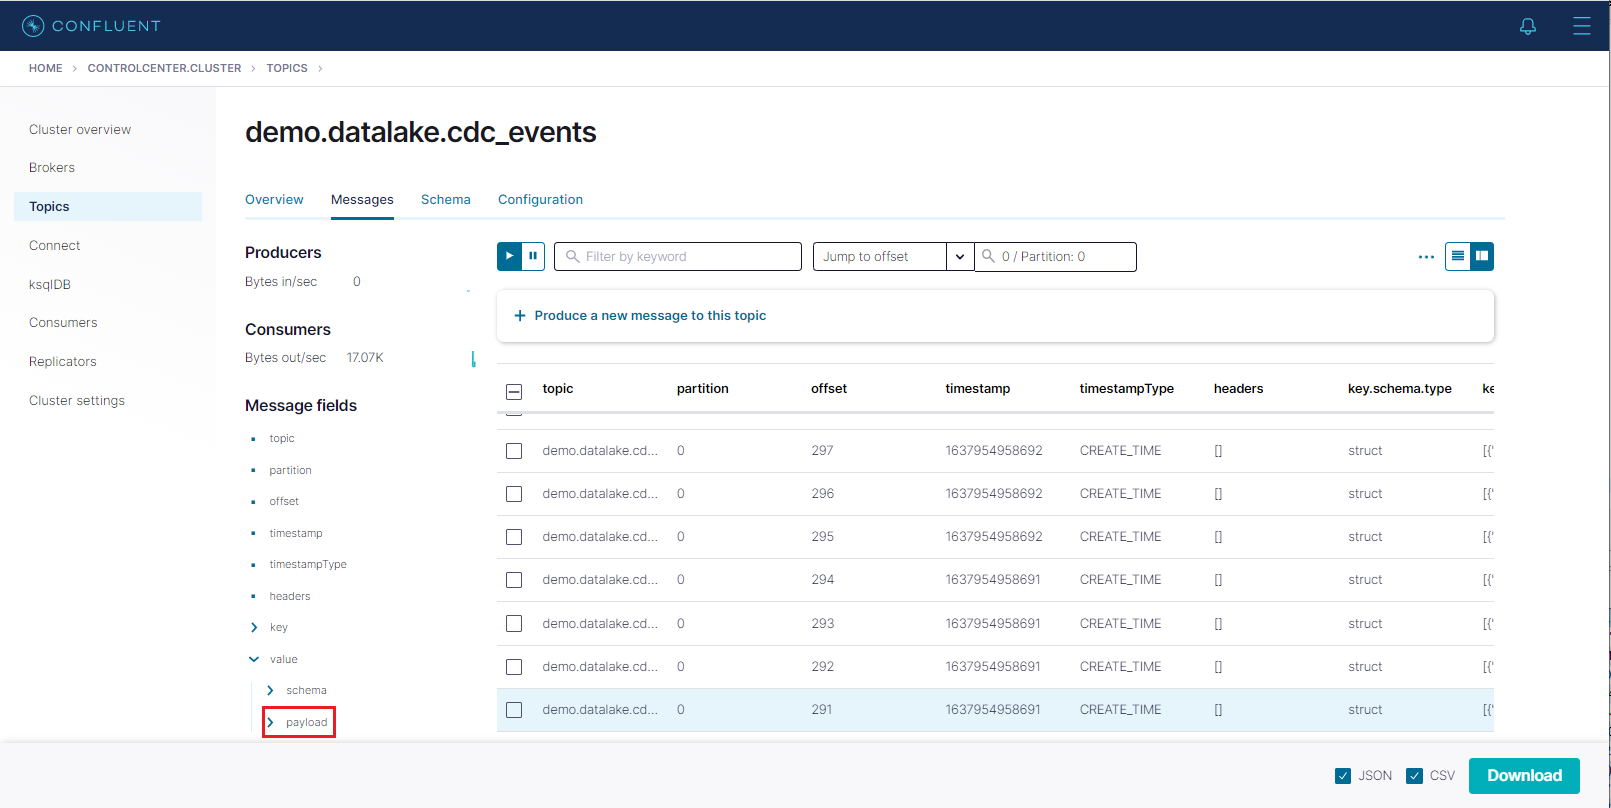 CONFLUENT
HOME > CONTROLCENTER.CLUSTER > TOPICS >
Cluster overview
Brokers
Topics
Connect
ksqlDB
Consumers
Replicators
Cluster settings
demo.datalake.cdc_events
Overview Messages Schema Configuration
Producers
Bytes in/sec 0
Consumers
Bytes out/sec 17.07K
Message fields
topic
partition
offset
timestamp
timestampType
headers
key
value
schema
payload
Filter by keyword Jump to offset 0 / Partition: 0 ...
+ Produce a new message to this topic
topic partition offset timestamp timestampType headers key.schema.type ke
demo.datalake.cd... 0 297 1637954958692 CREATE_TIME [] struct [{"
demo.datalake.cd... 0 296 1637954958692 CREATE_TIME [] struct [{"
demo.datalake.cd... 0 295 1637954958692 CREATE_TIME [] struct [{"
demo.datalake.cd... 0 294 1637954958691 CREATE_TIME [] struct [{"
demo.datalake.cd... 0 293 1637954958691 CREATE_TIME [] struct [{"
demo.datalake.cd... 0 292 1637954958691 CREATE_TIME [] struct [{"
demo.datalake.cd... 0 291 1637954958691 CREATE_TIME [] struct [{"
JSON CSV Download